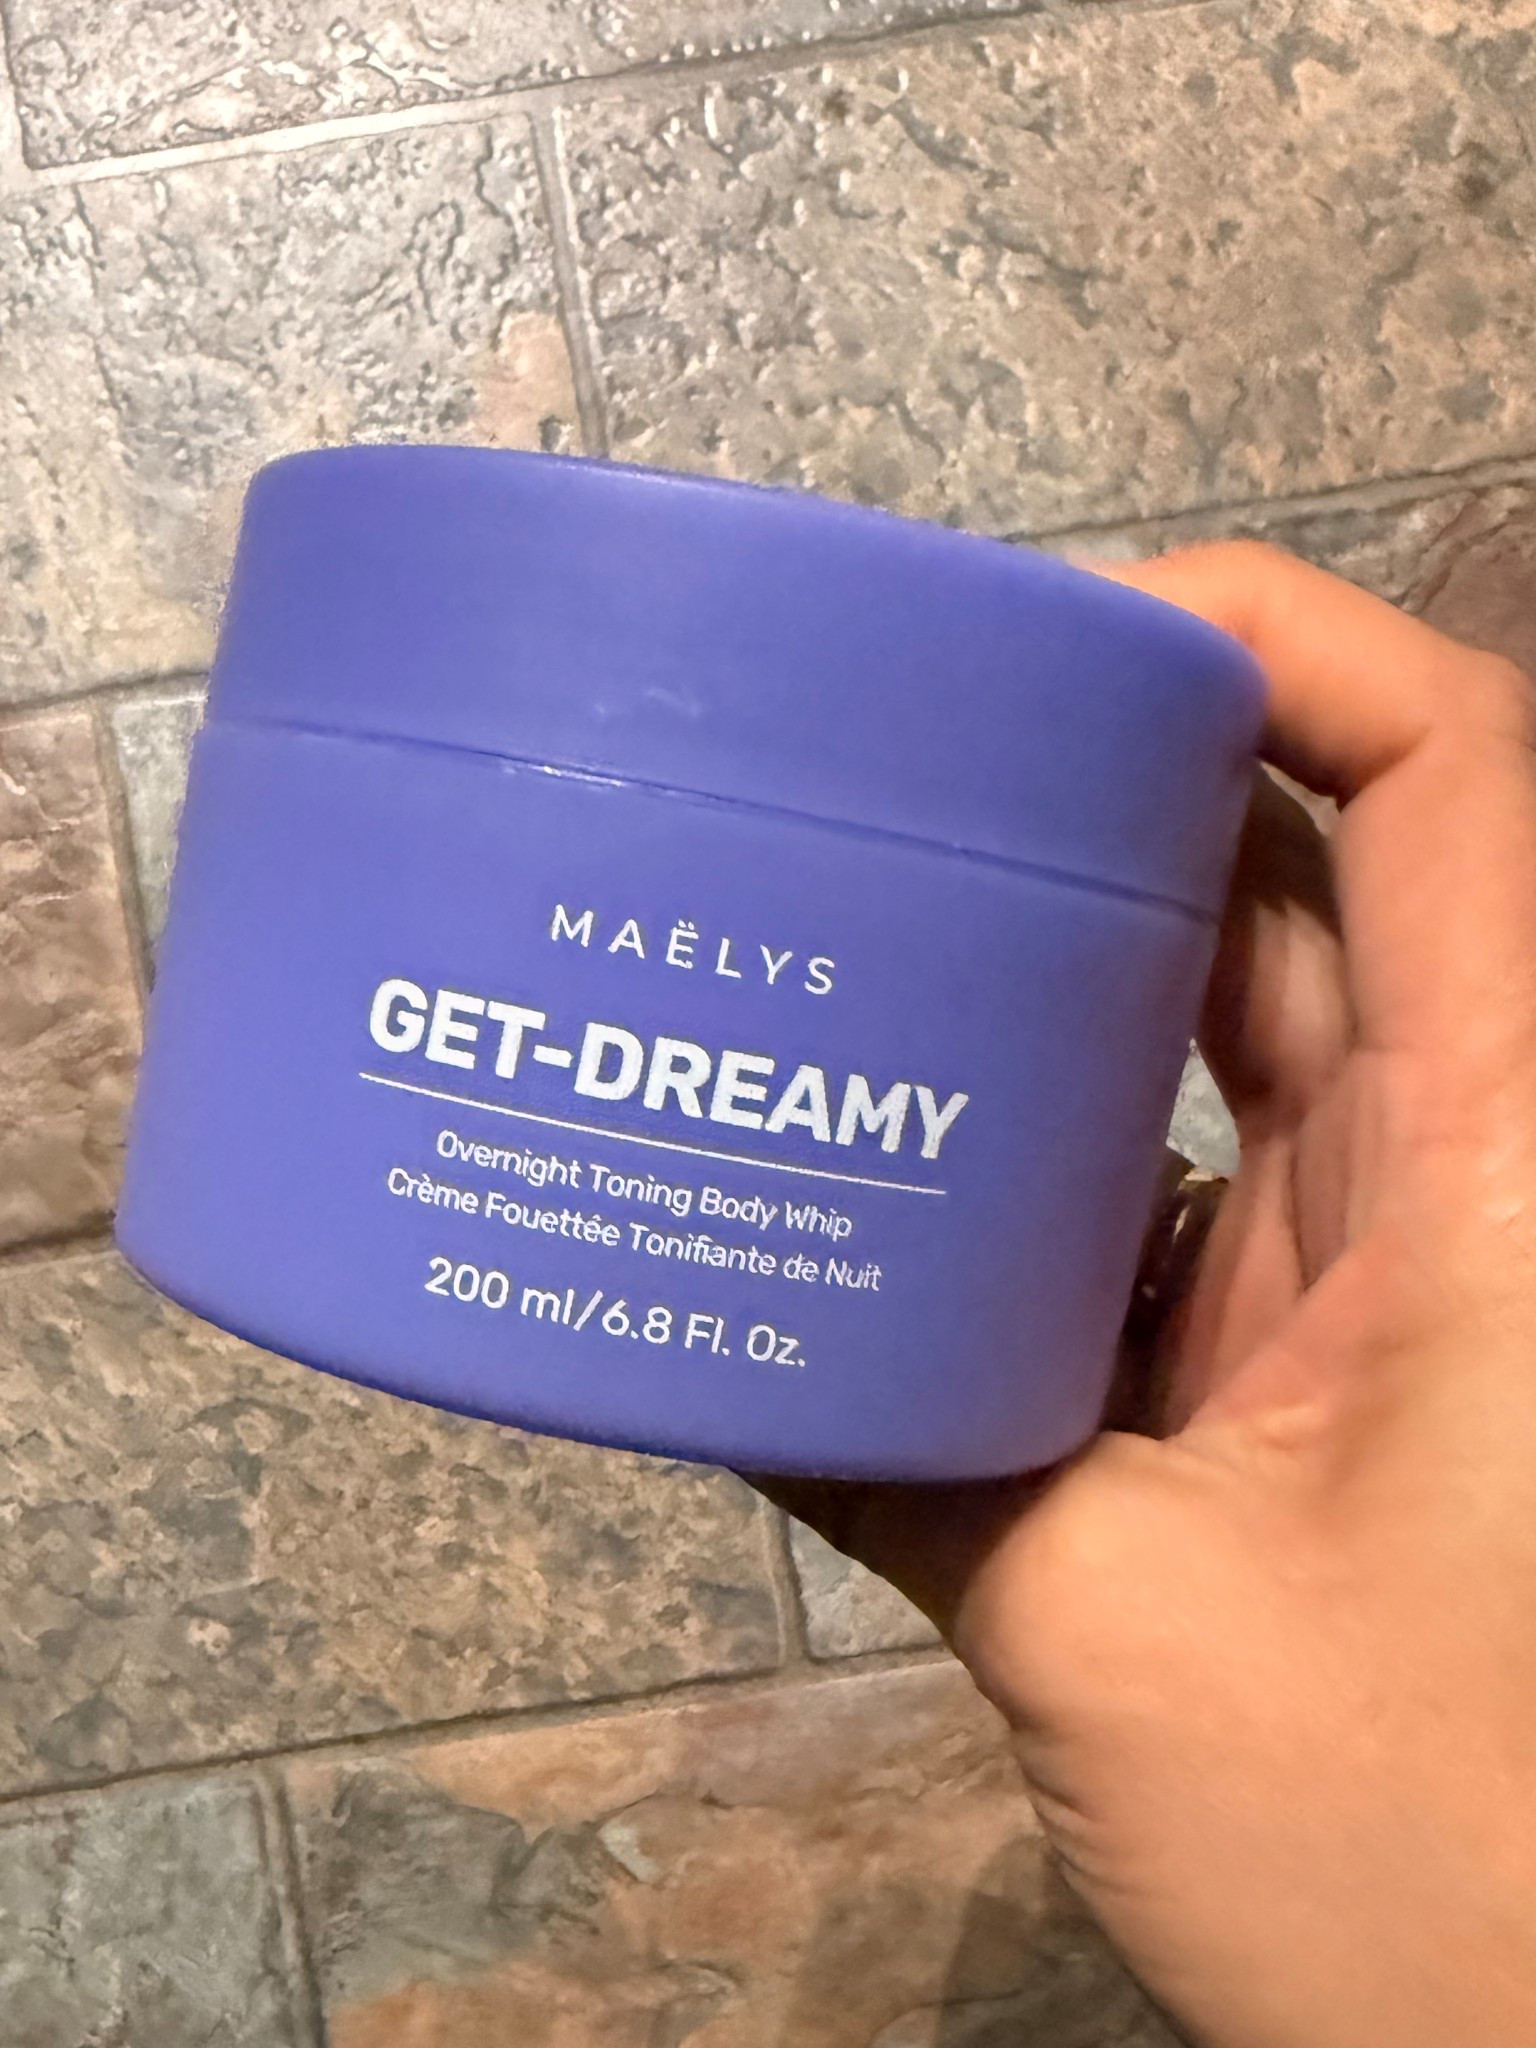 MAËLYS
GET-DREAMY
Overnight Toning Body Whip
Crème Fouettée Tonifiante de Nuit
200 ml/6.8 Fl. Oz.